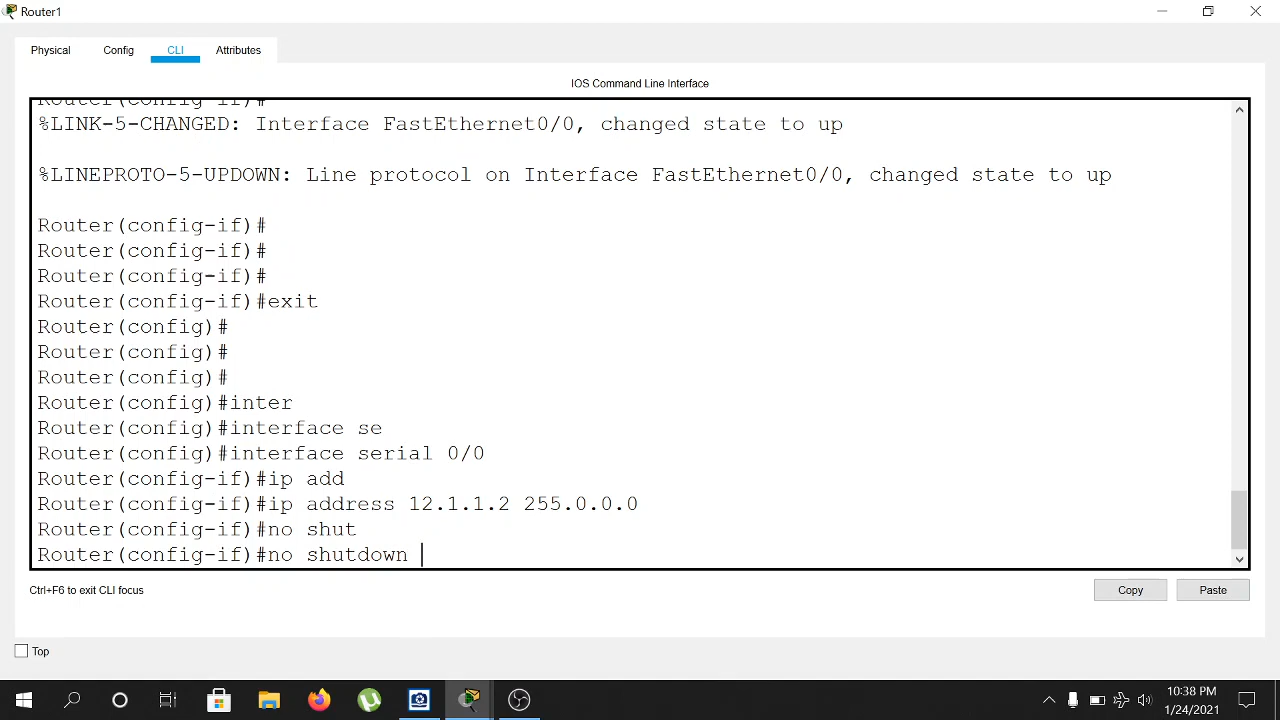 Router1
Physical Config CLI Attributes
IOS Command Line Interface
Router(config-if)#
%LINK-5-CHANGED: Interface FastEthernet0/0, changed state to up
%LINEPROTO-5-UPDOWN: Line protocol on Interface FastEthernet0/0, changed state to up
Router(config-if)#
Router(config-if)#
Router(config-if)#
Router(config-if)#exit
Router(config)#
Router(config)#
Router(config)#
Router(config)#inter
Router(config)#interface se
Router(config)#interface serial 0/0
Router(config-if)#ip add
Router(config-if)#ip address 12.1.1.2 255.0.0.0
Router(config-if)#no shut
Router(config-if)#no shutdown
Ctrl+F6 to exit CLI focus
Copy Paste
Top
10:38 PM
1/24/2021